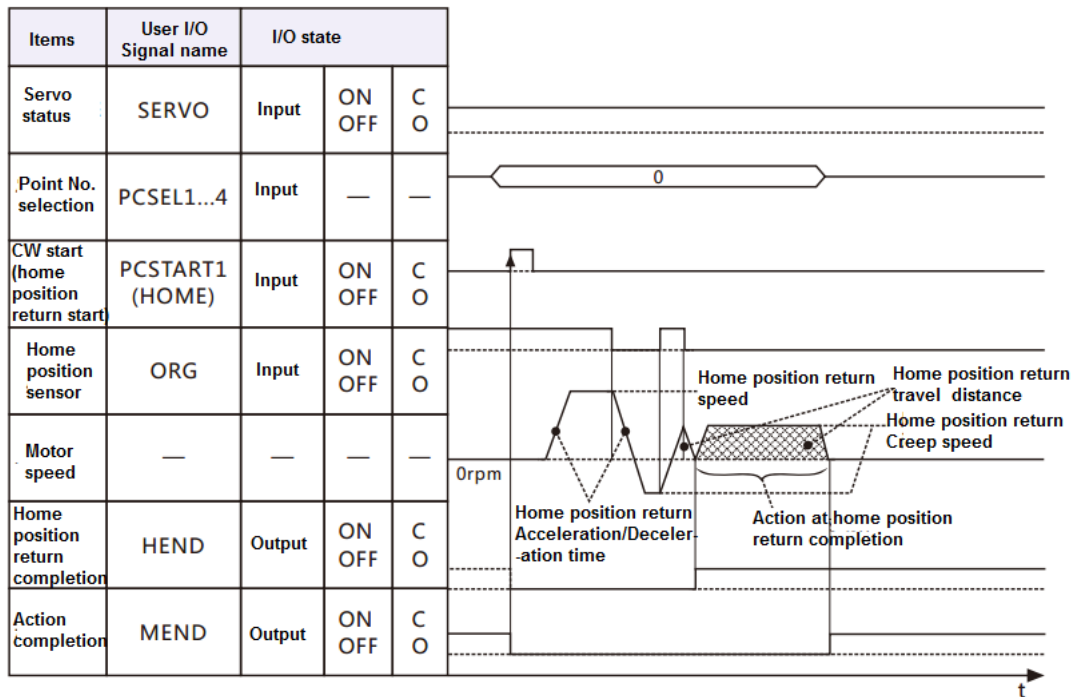 Items
User I/O
Signal name
I/O state
Servo
status
SERVO
Input
ON
OFF
C
O
Point No.
selection
PCSEL1...4
Input
—
—
0
CW start
(home
position
return start)
PCSTART1
(HOME)
Input
ON
OFF
C
O
Home
position
sensor
ORG
Input
ON
OFF
C
O
Home position return
speed
Home position return
travel distance
Home position return
Creep speed
Motor
speed
—
—
—
—
0rpm
Home position return
Acceleration/Deceler-
-ation time
Action at home position
return completion
Home
position
return
completion
HEND
Output
ON
OFF
C
O
Action
completion
MEND
Output
ON
OFF
C
O
t